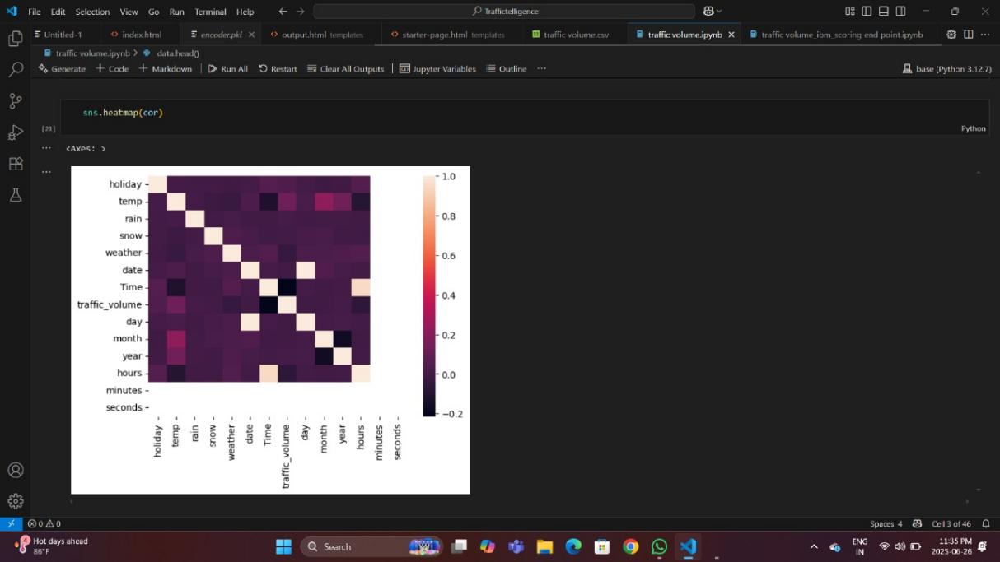 File Edit Selection View Go Run Terminal Help
Traffictelligence
Untitled-1 index.html encoder.pkl output.html templates starter-page.html templates traffic volume.csv traffic volume.ipynb traffic volume_ibm_scoring end point.ipynb
traffic volume.ipynb data.head()
Generate Code Markdown Run All Restart Clear All Outputs Jupyter Variables Outline base (Python 3.12.7)
sns.heatmap(cor)
[21]
Python
<Axes: >
holiday
temp
rain
snow
weather
date
Time
traffic_volume
day
month
year
hours
minutes
seconds
holiday temp rain snow weather date Time traffic_volume day month year hours minutes seconds
1.0
0.8
0.6
0.4
0.2
0.0
−0.2
0 0 Spaces: 4 Cell 3 of 46
4 Hot days ahead
86°F
Search
ENG
IN
11:35 PM
2025-06-26